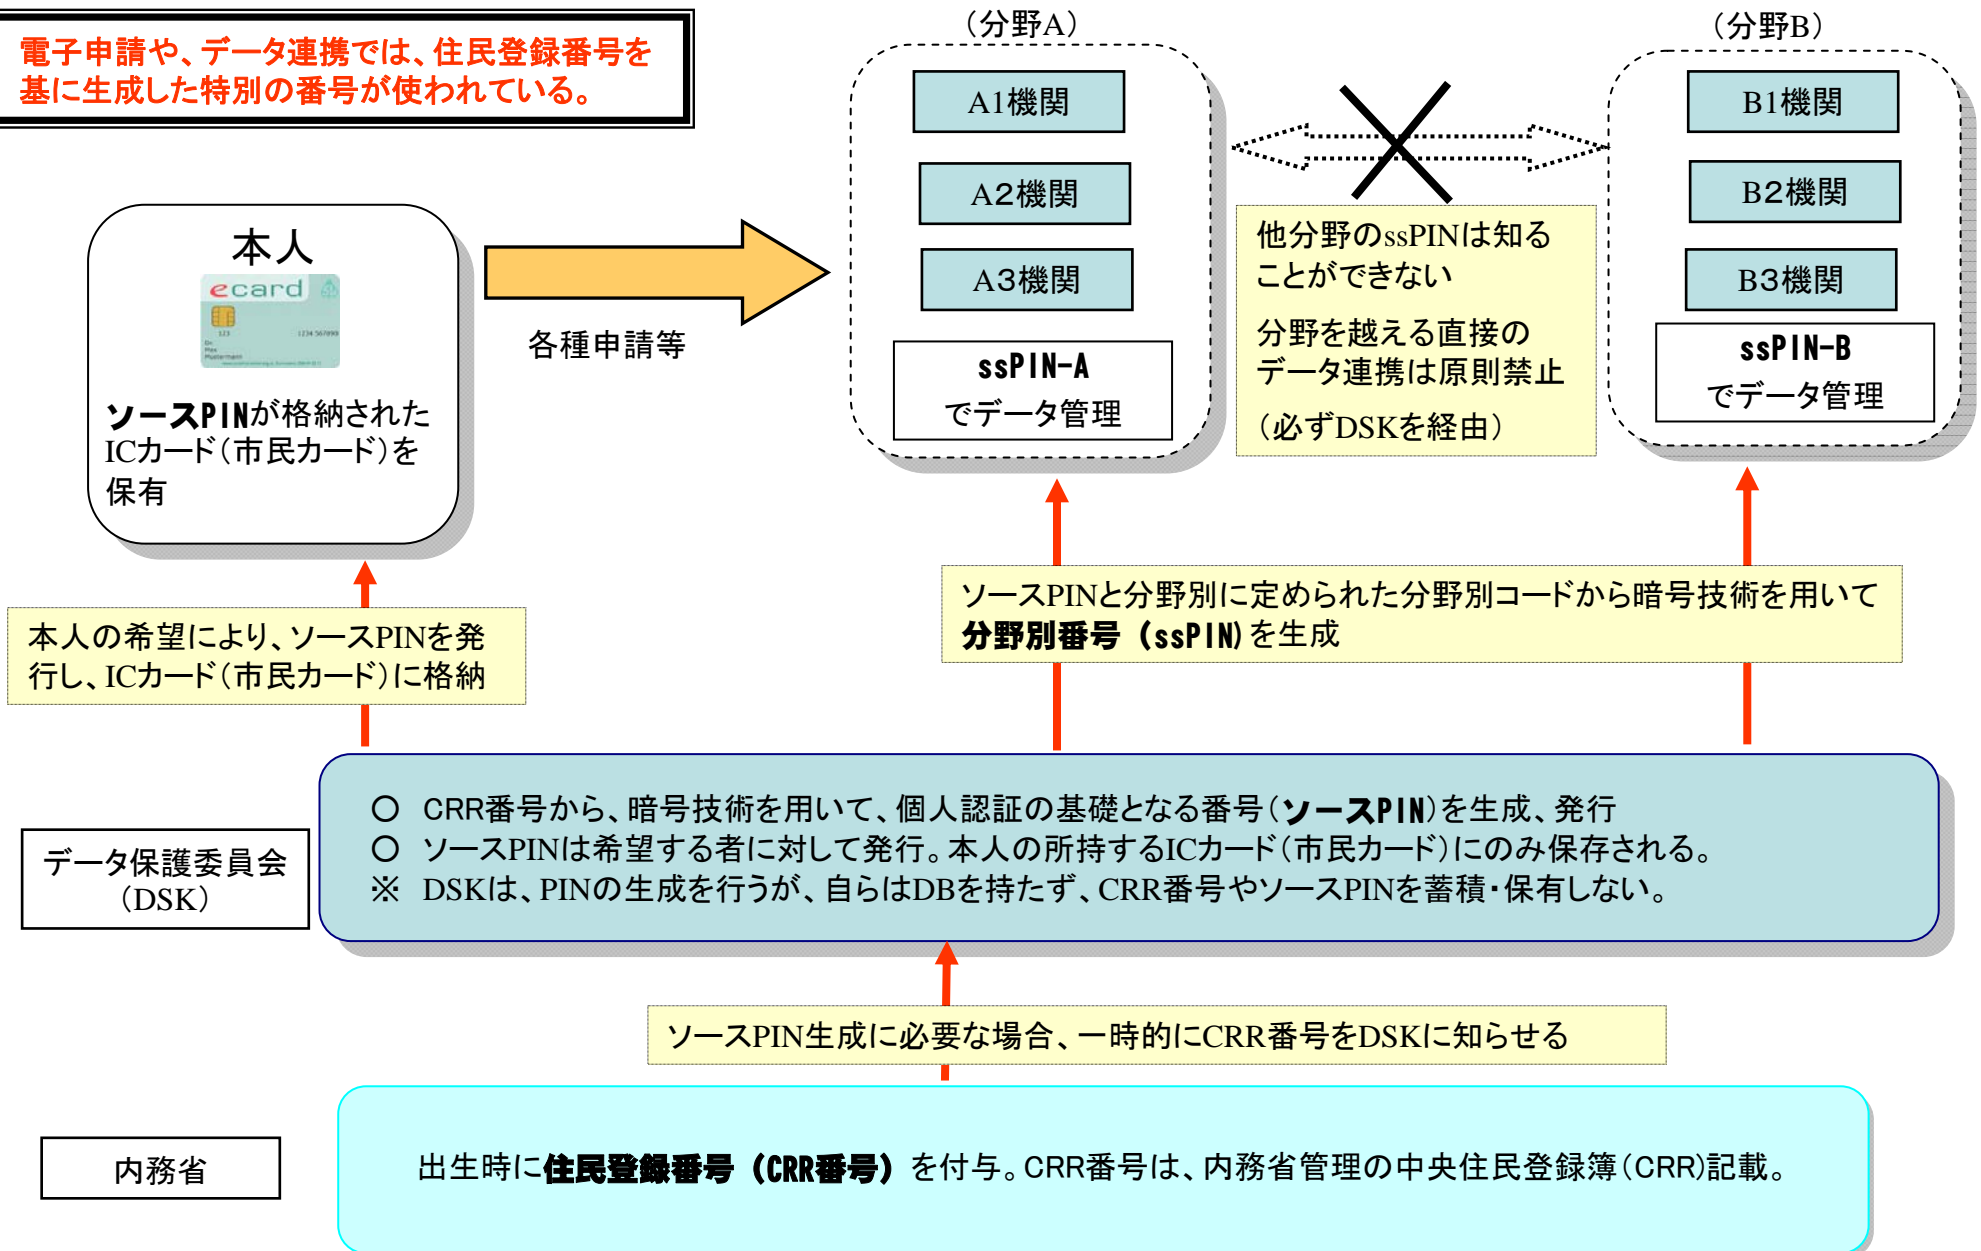 電子申請や、データ連携では、住民登録番号を
基に生成した特別の番号が使われている。
（分野A）
A1機関
A２機関
A３機関
ssPIN-A
でデータ管理
（分野B）
B1機関
B２機関
B３機関
ssPIN-B
でデータ管理
他分野のssPINは知る
ことができない
分野を越える直接の
データ連携は原則禁止
（必ずDSKを経由）
本人
ecard
123
1234 567890
Dr.
Max
Mustermann
ソースPINが格納された
ICカード（市民カード）を
保有
各種申請等
本人の希望により、ソースPINを発
行し、ICカード（市民カード）に格納
ソースPINと分野別に定められた分野別コードから暗号技術を用いて
分野別番号（ssPIN)を生成
データ保護委員会
（DSK）
○　CRR番号から、暗号技術を用いて、個人認証の基礎となる番号（ソースPIN）を生成、発行
○　ソースPINは希望する者に対して発行。本人の所持するICカード（市民カード）にのみ保存される。
※　DSKは、PINの生成を行うが、自らはDBを持たず、CRR番号やソースPINを蓄積・保有しない。
ソースPIN生成に必要な場合、一時的にCRR番号をDSKに知らせる
内務省
出生時に住民登録番号（CRR番号）を付与。CRR番号は、内務省管理の中央住民登録簿（CRR)記載。